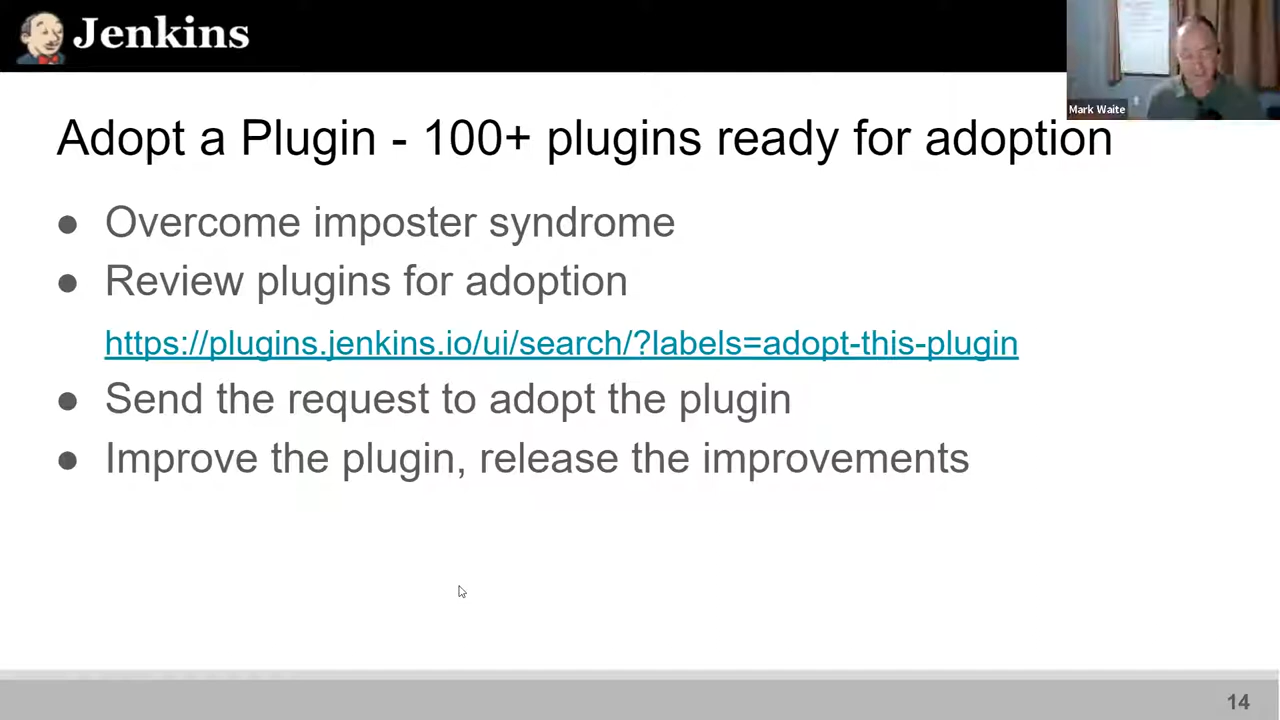 Jenkins
Mark Waite
Adopt a Plugin - 100+ plugins ready for adoption
● Overcome imposter syndrome
● Review plugins for adoption
https://plugins.jenkins.io/ui/search/?labels=adopt-this-plugin
● Send the request to adopt the plugin
● Improve the plugin, release the improvements
14